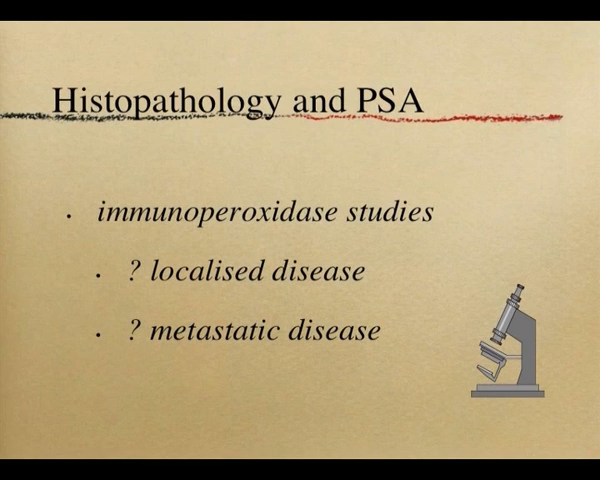 Histopathology and PSA
• immunoperoxidase studies
• ? localised disease
• ? metastatic disease